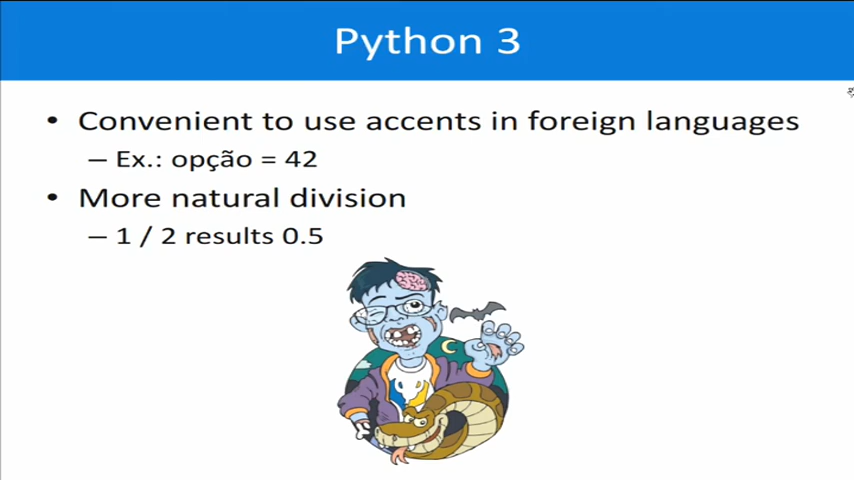 Python 3
• Convenient to use accents in foreign languages
– Ex.: opção = 42
• More natural division
– 1 / 2 results 0.5